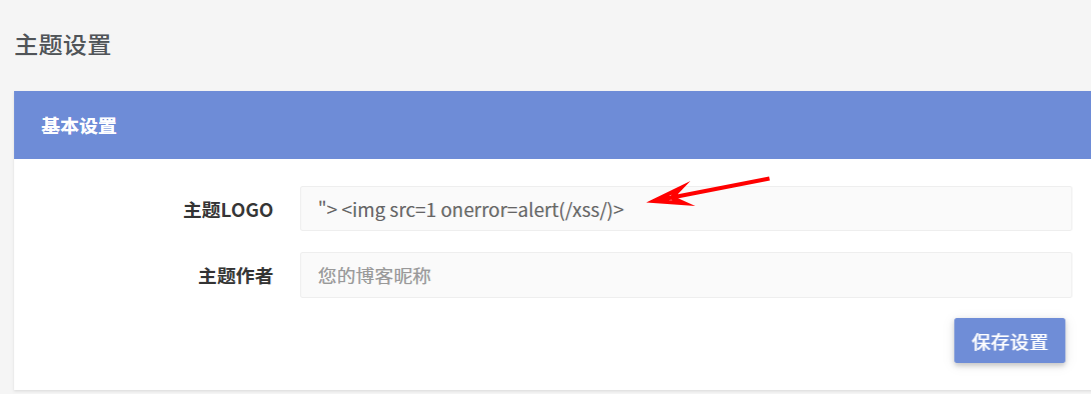 主题设置
基本设置
主题LOGO "> <img src=1 onerror=alert(/xss/)>
主题作者 您的博客昵称
保存设置